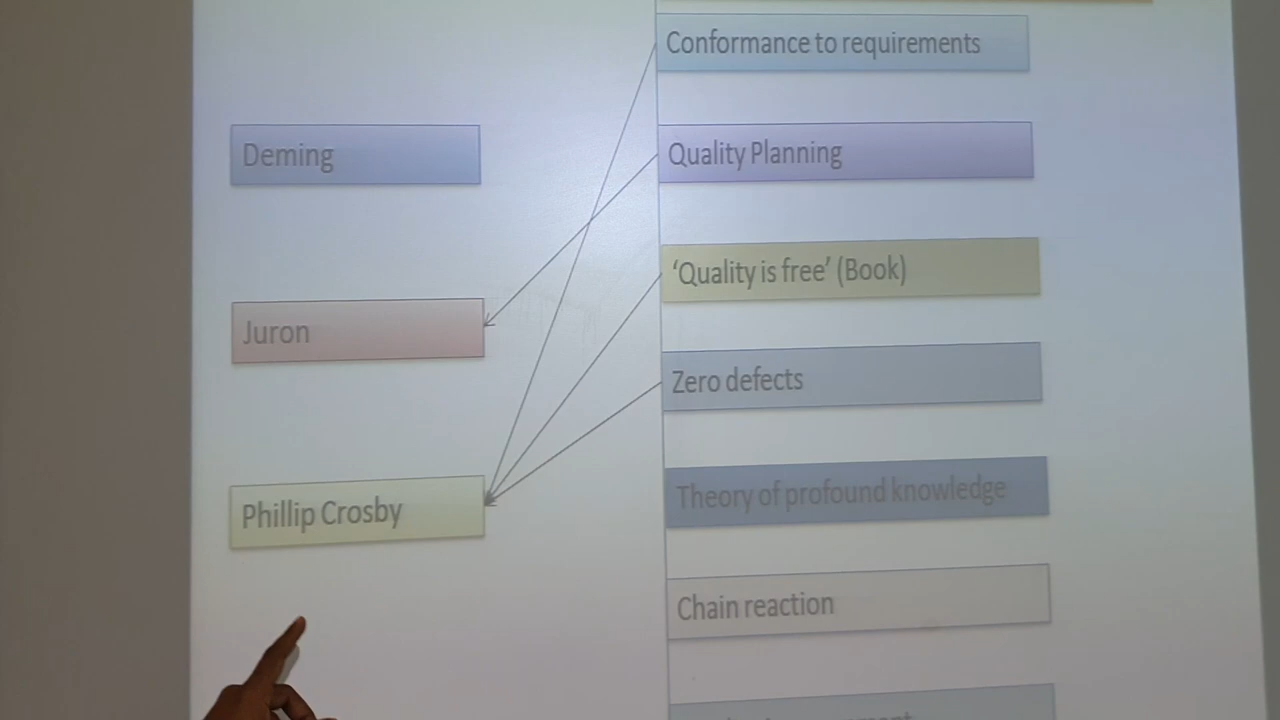 Conformance to requirements
Deming
Quality Planning
'Quality is free' (Book)
Juron
Zero defects
Phillip Crosby
Theory of profound knowledge
Chain reaction